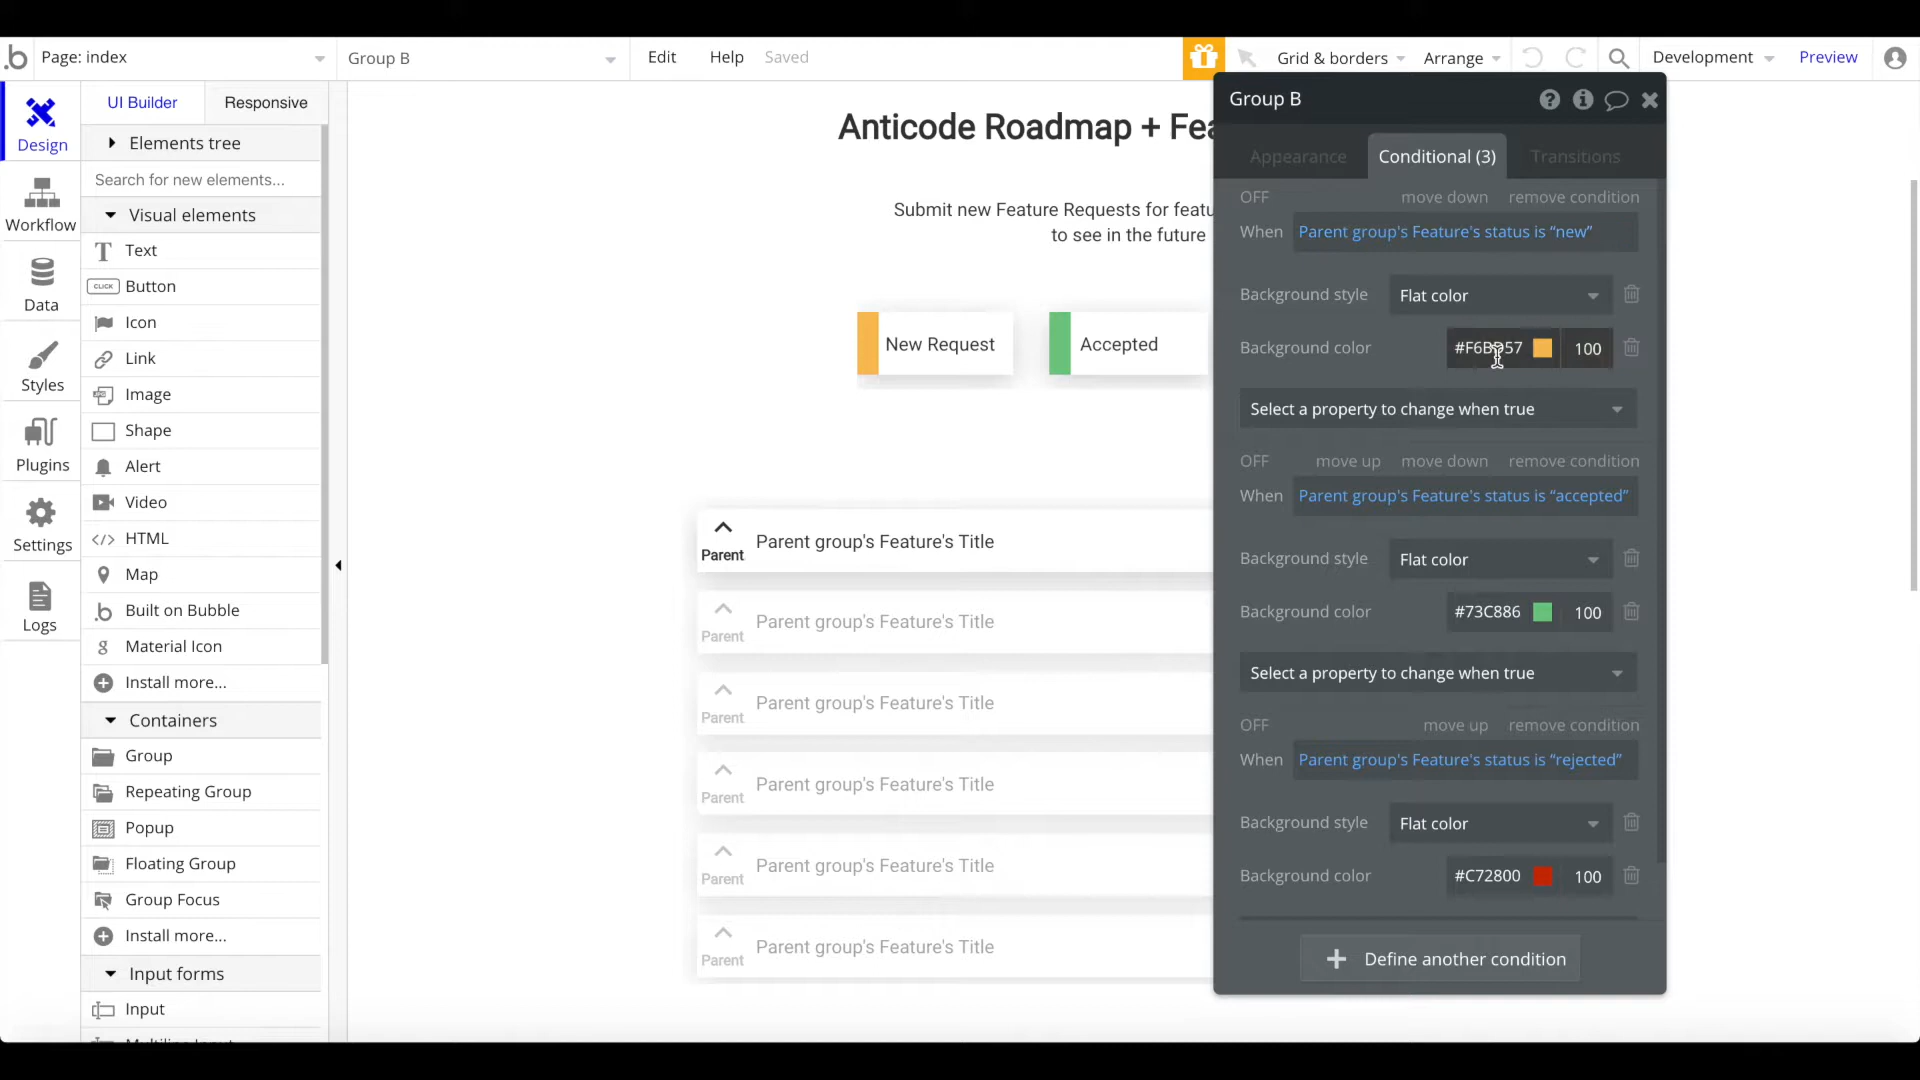 .b
Page: index
Group B
Edit
Help
Saved
Grid & borders
Arrange
Development
Preview
Design
Workflow
Data
Styles
Plugins
Settings
Logs
UI Builder
Responsive
Elements tree
Search for new elements...
Visual elements
Text
CLICK
Button
Icon
Link
Image
Shape
Alert
Video
</>
HTML
Map
.b
Built on Bubble
g
Material Icon
Install more...
Containers
Group
Repeating Group
Popup
Floating Group
Group Focus
Install more...
Input forms
Input
Anticode Roadmap + Fea
Submit new Feature Requests for featu
to see in the future
New Request
Accepted
Parent
Parent group's Feature's Title
Parent
Parent group's Feature's Title
Parent
Parent group's Feature's Title
Parent
Parent group's Feature's Title
Parent
Parent group's Feature's Title
Parent
Parent group's Feature's Title
Group B
Appearance
Conditional (3)
Transitions
OFF
move down
remove condition
When
Parent group's Feature's status is “new”
Background style
Flat color
Background color
100
Select a property to change when true
OFF
move up
move down
remove condition
When
Parent group's Feature's status is “accepted”
Background style
Flat color
Background color
#73C886
100
Select a property to change when true
OFF
move up
remove condition
When
Parent group's Feature's status is “rejected”
Background style
Flat color
Background color
#C72800
100
Define another condition